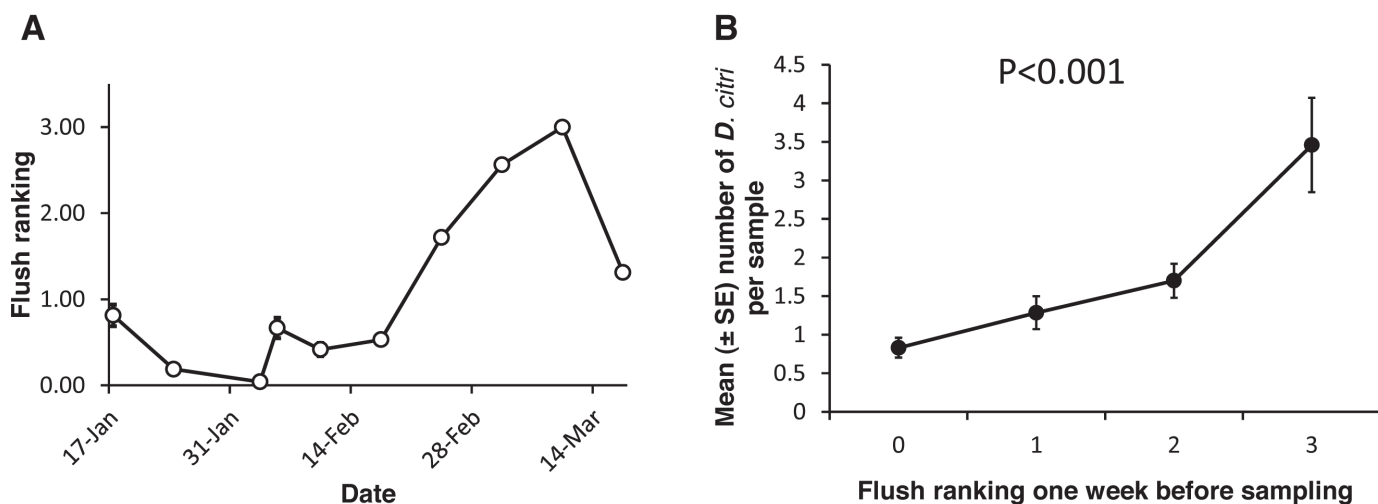 A
Flush ranking
3.00
2.00
1.00
0.00
17-Jan
31-Jan
14-Feb
28-Feb
14-Mar
Date
B
Mean (± SE) number of D. citri
per sample
P<0.001
4.5
4
3.5
3
2.5
2
1.5
1
0.5
0
0
1
2
3
Flush ranking one week before sampling